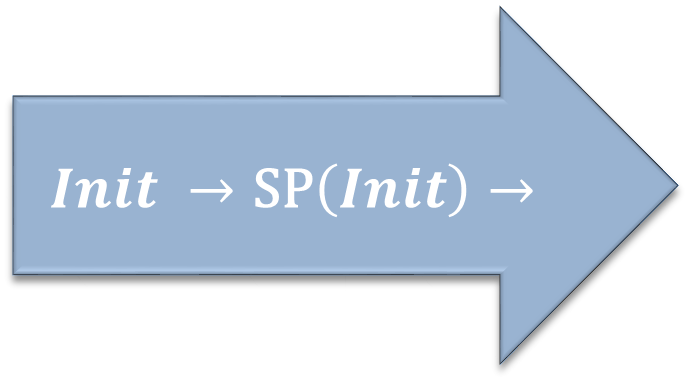 Init → SP(Init) →